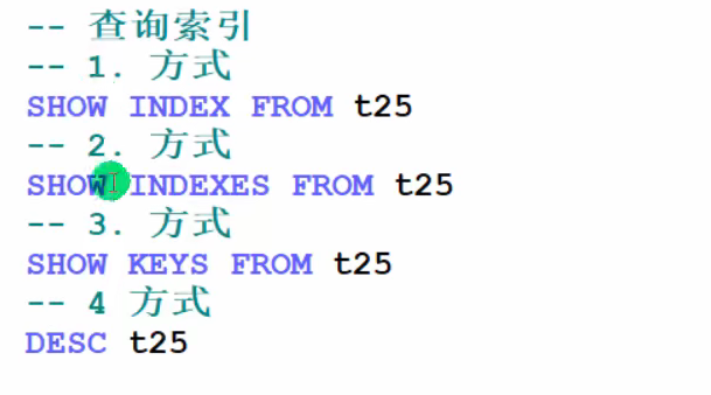 -- 查询索引
-- 1. 方式
SHOW INDEX FROM t25
-- 2. 方式
SHOW INDEXES FROM t25
-- 3. 方式
SHOW KEYS FROM t25
-- 4 方式
DESC t25